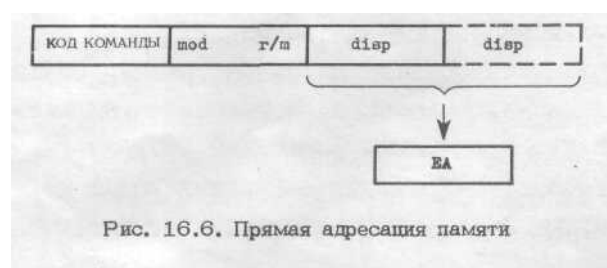 КОД КОМАНДЫ mod r/m disp disp
EA
Рис. 16.6. Прямая адресация памяти